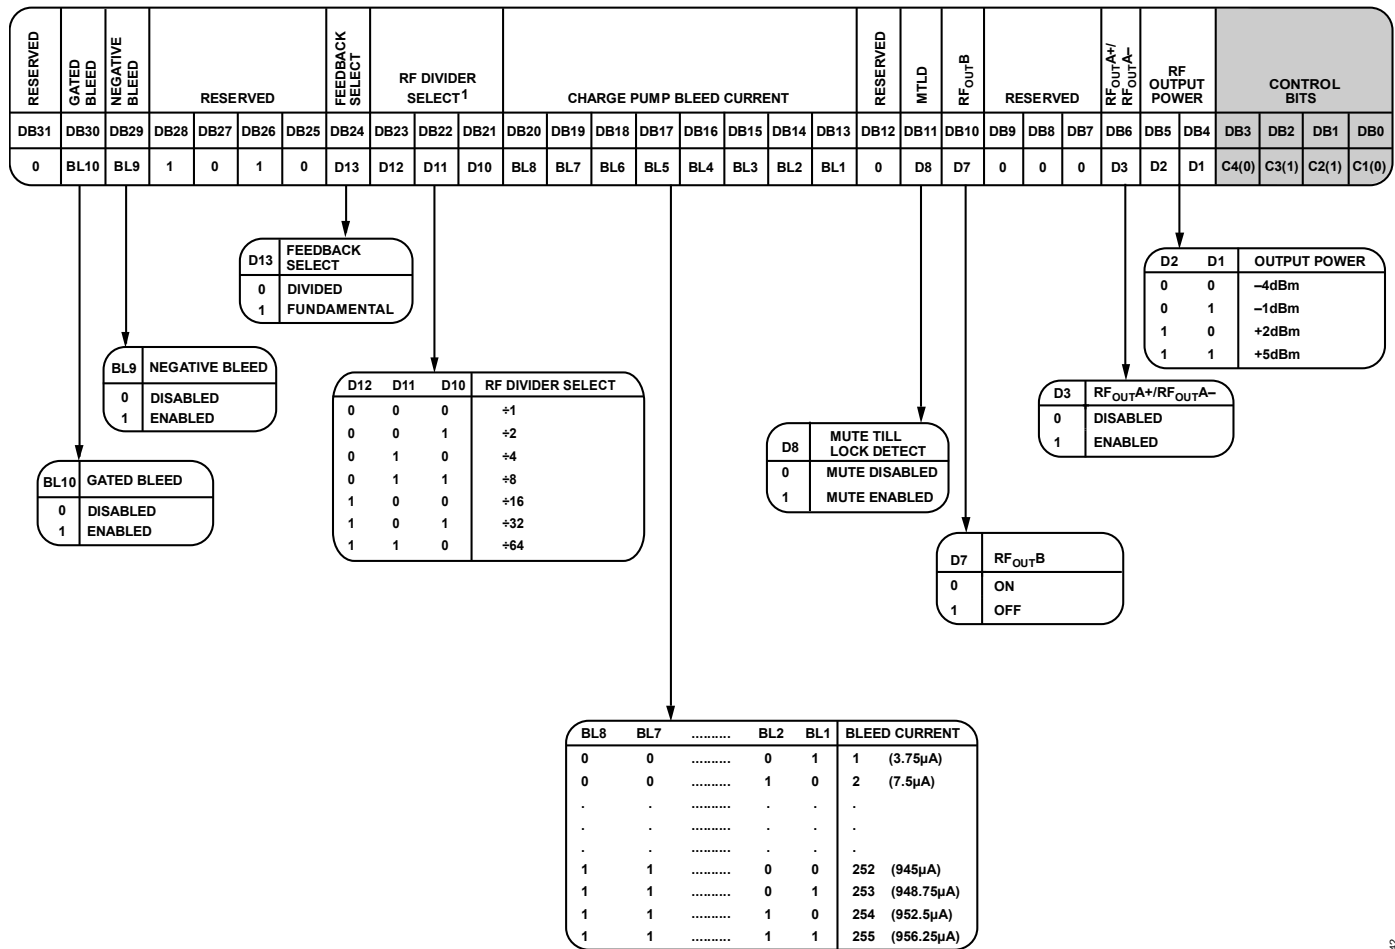 RESERVED
GATED BLEED
NEGATIVE BLEED
RESERVED
FEEDBACK SELECT
RF DIVIDER SELECT1
CHARGE PUMP BLEED CURRENT
RESERVED
MTLD
RFOUTB
RESERVED
RFOUTA+/ RFOUTA–
RF OUTPUT POWER
CONTROL BITS
DB31 DB30 DB29 DB28 DB27 DB26 DB25 DB24 DB23 DB22 DB21 DB20 DB19 DB18 DB17 DB16 DB15 DB14 DB13 DB12 DB11 DB10 DB9 DB8 DB7 DB6 DB5 DB4 DB3 DB2 DB1 DB0
0 BL10 BL9 1 0 1 0 D13 D12 D11 D10 BL8 BL7 BL6 BL5 BL4 BL3 BL2 BL1 0 D8 D7 0 0 0 D3 D2 D1 C4(0) C3(1) C2(1) C1(0)
D13 FEEDBACK SELECT
0 DIVIDED
1 FUNDAMENTAL
D2 D1 OUTPUT POWER
0 0 –4dBm
0 1 –1dBm
1 0 +2dBm
1 1 +5dBm
BL9 NEGATIVE BLEED
0 DISABLED
1 ENABLED
D12 D11 D10 RF DIVIDER SELECT
0 0 0 ÷1
0 0 1 ÷2
0 1 0 ÷4
0 1 1 ÷8
1 0 0 ÷16
1 0 1 ÷32
1 1 0 ÷64
D3 RFOUTA+/RFOUTA–
0 DISABLED
1 ENABLED
D8 MUTE TILL LOCK DETECT
0 MUTE DISABLED
1 MUTE ENABLED
BL10 GATED BLEED
0 DISABLED
1 ENABLED
D7 RFOUTB
0 ON
1 OFF
BL8 BL7 .......... BL2 BL1 BLEED CURRENT
0 0 .......... 0 1 1 (3.75µA)
0 0 .......... 1 0 2 (7.5µA)
. . .......... . . .
. . .......... . . .
. . .......... . . .
1 1 .......... 0 0 252 (945µA)
1 1 .......... 0 1 253 (948.75µA)
1 1 .......... 1 0 254 (952.5µA)
1 1 .......... 1 1 255 (956.25µA)